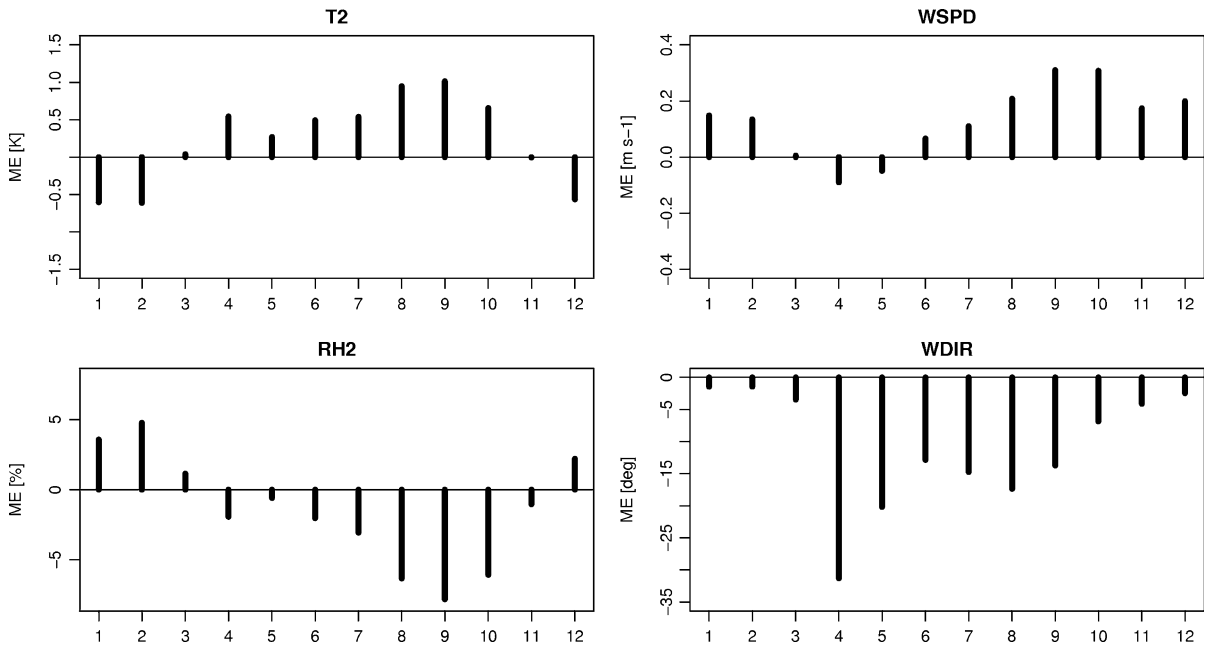 T2
ME [K]
1.5
1.0
0.5
−0.5
−1.5
1 2 3 4 5 6 7 8 9 10 11 12
WSPD
ME [m s−1]
0.4
0.2
0.0
−0.2
−0.4
1 2 3 4 5 6 7 8 9 10 11 12
RH2
ME [%]
5
0
−5
1 2 3 4 5 6 7 8 9 10 11 12
WDIR
ME [deg]
0
−5
−15
−25
−35
1 2 3 4 5 6 7 8 9 10 11 12